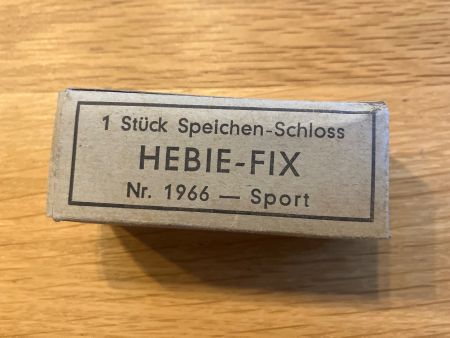 1 Stück Speichen-Schloss
HEBIE-FIX
Nr. 1966 — Sport